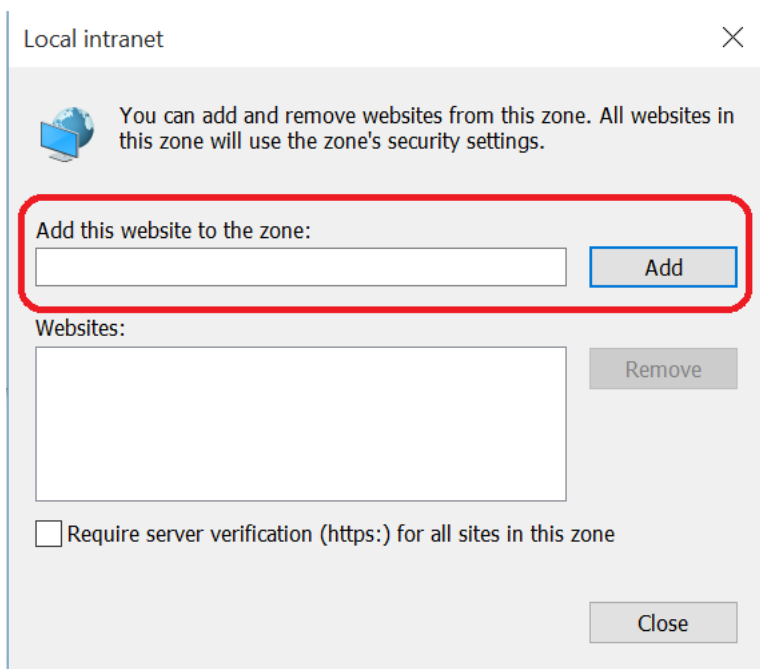 Local intranet
You can add and remove websites from this zone. All websites in
this zone will use the zone's security settings.
Add this website to the zone:
Add
Websites:
Remove
Require server verification (https:) for all sites in this zone
Close